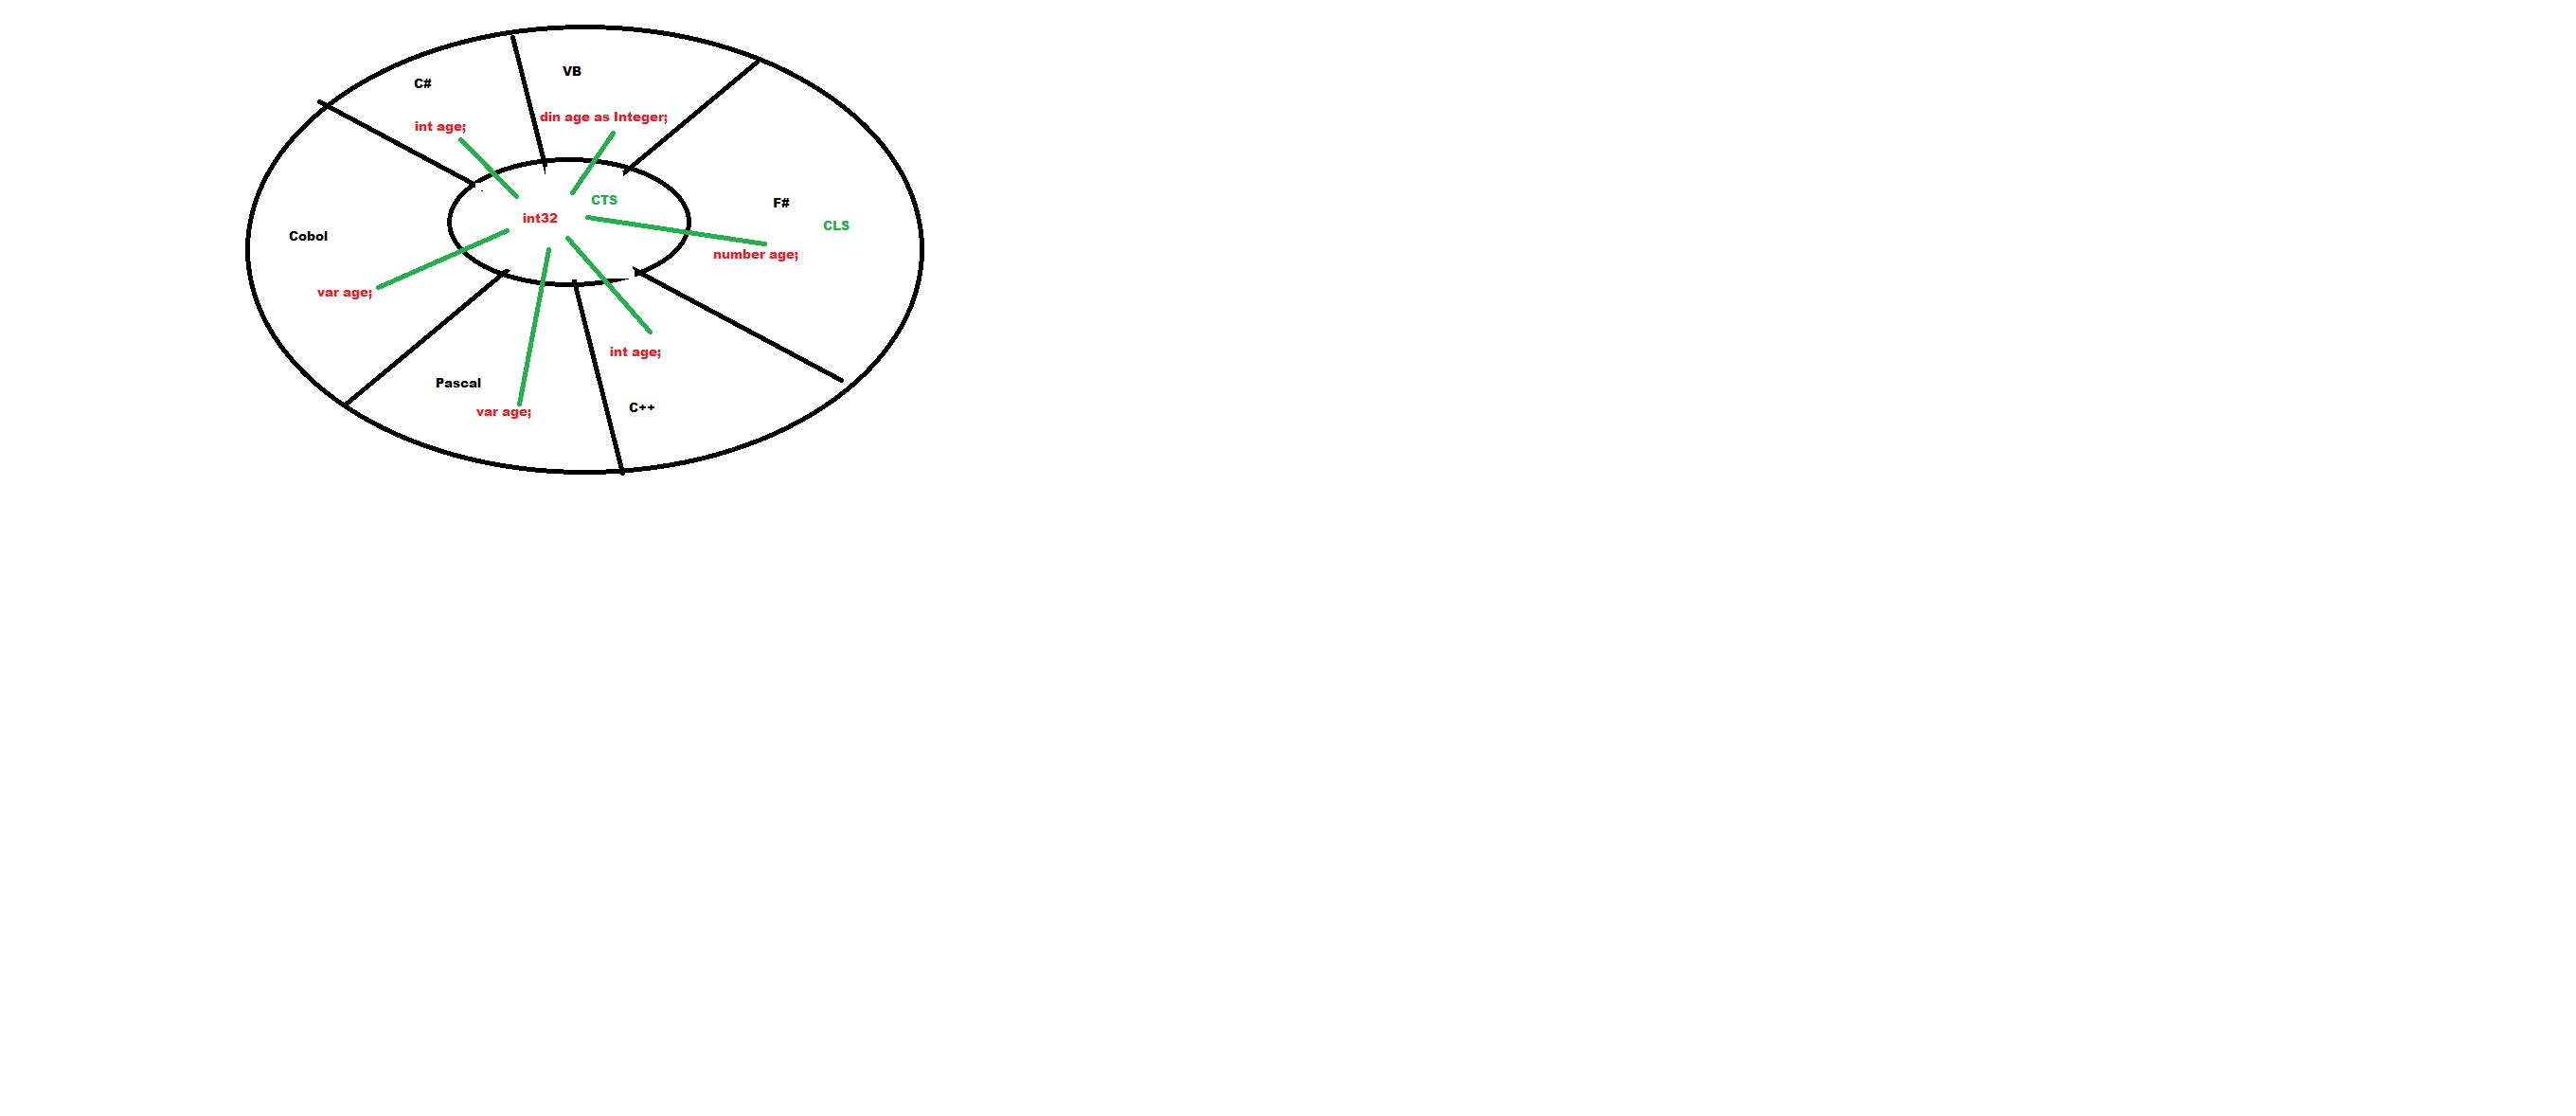 VB
C#
din age as Integer;
int age;
CTS
F#
int32
CLS
Cobol
number age;
var age;
int age;
Pascal
C++
var age;